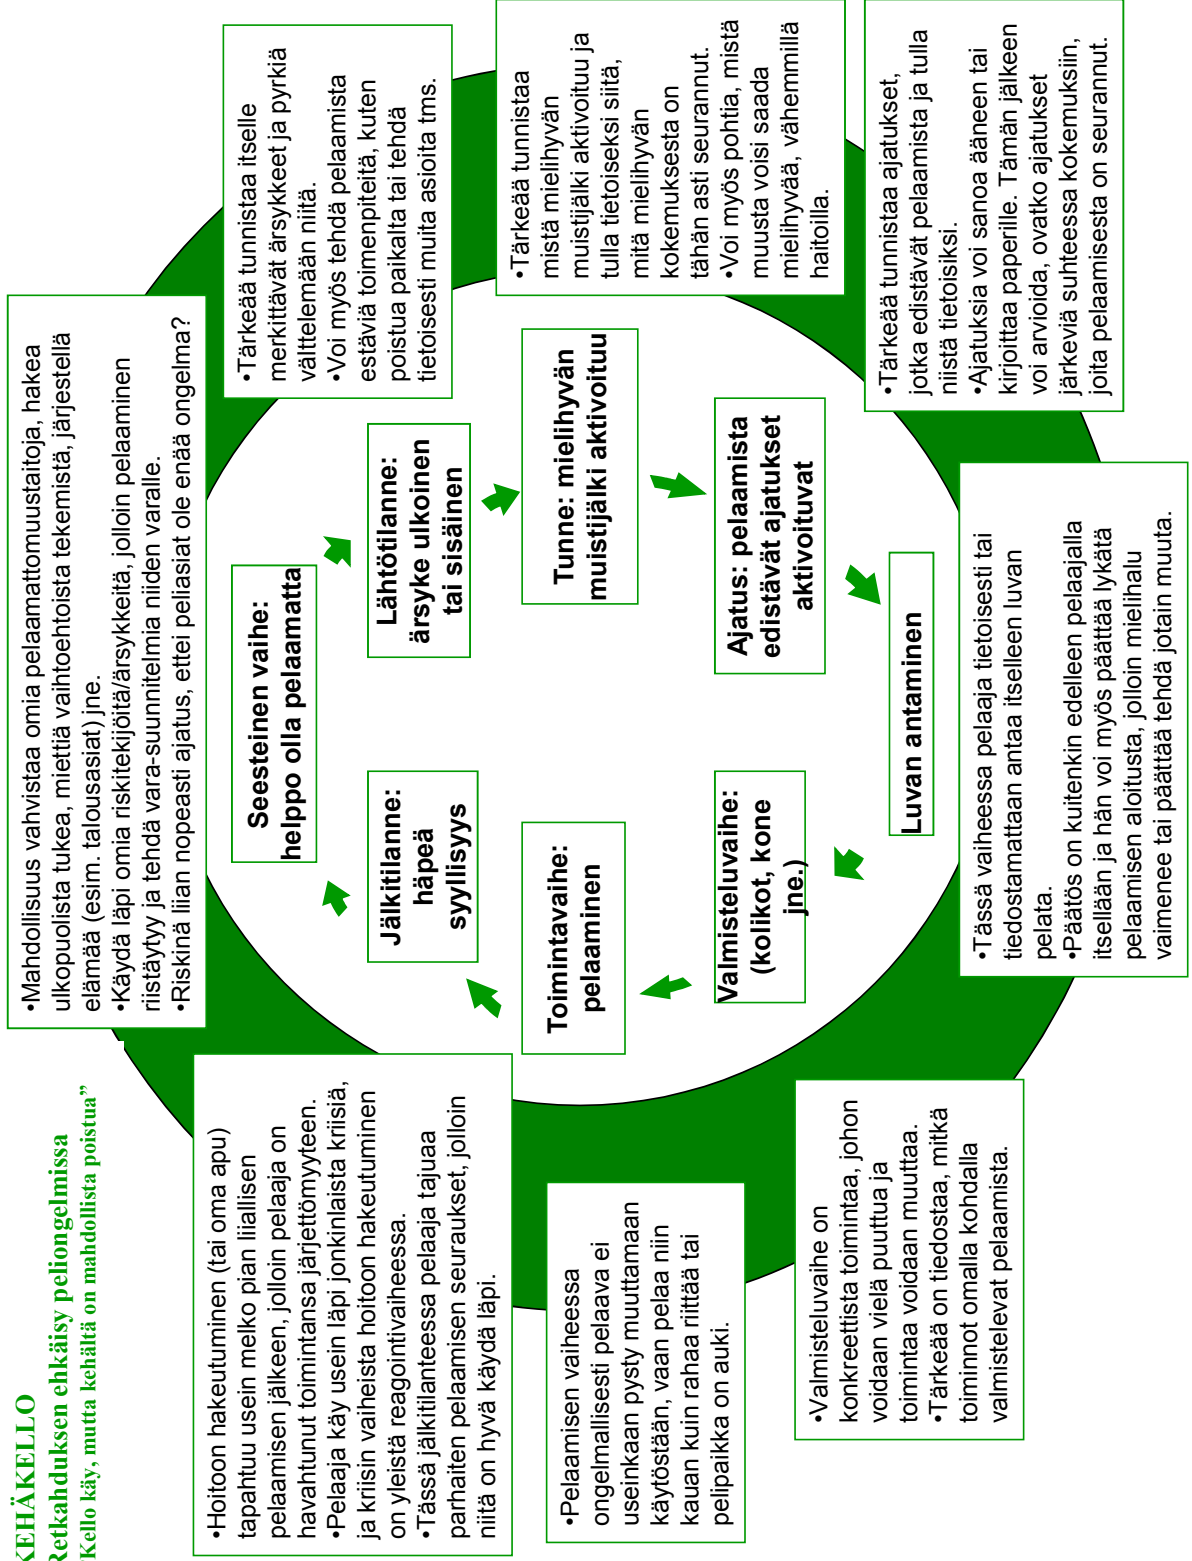 KEHÄKELLO
Retkahduksen ehkäisy peliongelmissa
”Kello käy, mutta kehältä on mahdollista poistua”
•Mahdollisuus vahvistaa omia pelaamattomuustaitoja, hakea
ulkopuolista tukea, miettiä vaihtoehtoista tekemistä, järjestellä
elämää (esim. talousasiat) jne.
•Käydä läpi omia riskitekijöitä/ärsykkeitä, jolloin pelaaminen
riistäytyy ja tehdä vara-suunnitelmia niiden varalle.
•Riskinä liian nopeasti ajatus, ettei peliasiat ole enää ongelma?
Seesteinen vaihe:
helppo olla pelaamatta
•Tärkeää tunnistaa itselle
merkittävät ärsykkeet ja pyrkiä
välttelemään niitä.
•Voi myös tehdä pelaamista
estäviä toimenpiteitä, kuten
poistua paikalta tai tehdä
tietoisesti muita asioita tms.
Lähtötilanne:
ärsyke ulkoinen
tai sisäinen
•Tärkeää tunnistaa
mistä mielihyvän
muistijälki aktivoituu ja
tulla tietoiseksi siitä,
mitä mielihyvän
kokemuksesta on
tähän asti seurannut.
•Voi myös pohtia, mistä
muusta voisi saada
mielihyvää, vähemmillä
haitoilla.
Tunne: mielihyvän
muistijälki aktivoituu
•Tärkeää tunnistaa ajatukset,
jotka edistävät pelaamista ja tulla
niistä tietoisiksi.
•Ajatuksia voi sanoa ääneen tai
kirjoittaa paperille. Tämän jälkeen
voi arvioida, ovatko ajatukset
järkeviä suhteessa kokemuksiin,
joita pelaamisesta on seurannut.
Ajatus: pelaamista
edistävät ajatukset
aktivoituvat
Luvan antaminen
•Tässä vaiheessa pelaaja tietoisesti tai
tiedostamattaan antaa itselleen luvan
pelata.
•Päätös on kuitenkin edelleen pelaajalla
itsellään ja hän voi myös päättää lykätä
pelaamisen aloitusta, jolloin mielihalu
vaimenee tai päättää tehdä jotain muuta.
Valmisteluvaihe:
(kolikot, kone
jne.)
•Valmisteluvaihe on
konkreettista toimintaa, johon
voidaan vielä puuttua ja
toimintaa voidaan muuttaa.
•Tärkeää on tiedostaa, mitkä
toiminnot omalla kohdalla
valmistelevat pelaamista.
Toimintavaihe:
pelaaminen
•Pelaamisen vaiheessa
ongelmallisesti pelaava ei
useinkaan pysty muuttamaan
käytöstään, vaan pelaa niin
kauan kuin rahaa riittää tai
pelipaikka on auki.
Jälkitilanne:
häpeä
syyllisyys
•Hoitoon hakeutuminen (tai oma apu)
tapahtuu usein melko pian liiallisen
pelaamisen jälkeen, jolloin pelaaja on
havahtunut toimintansa järjettömyyteen.
•Pelaaja käy usein läpi jonkinlaista kriisiä,
ja kriisin vaiheista hoitoon hakeutuminen
on yleistä reagointivaiheessa.
•Tässä jälkitilanteessa pelaaja tajuaa
parhaiten pelaamisen seuraukset, jolloin
niitä on hyvä käydä läpi.